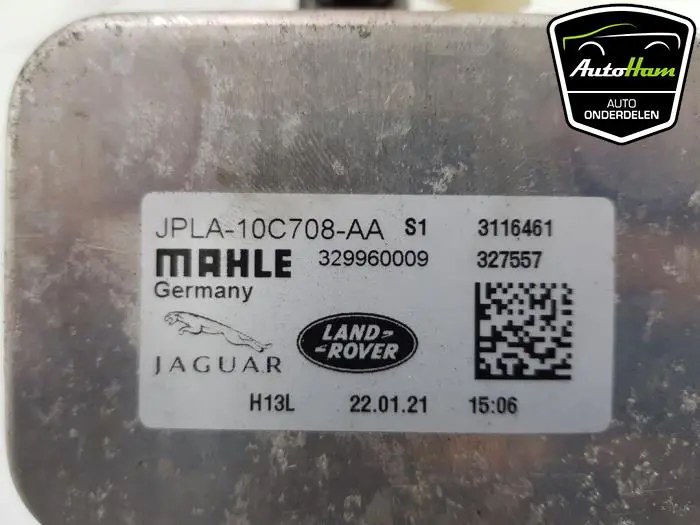 AutoHam
AUTO
ONDERDELEN
JPLA-10C708-AA S1 3116461
MAHLE 329960009 327557
Germany
JAGUAR
LAND-
-ROVER
H13L 22.01.21 15:06